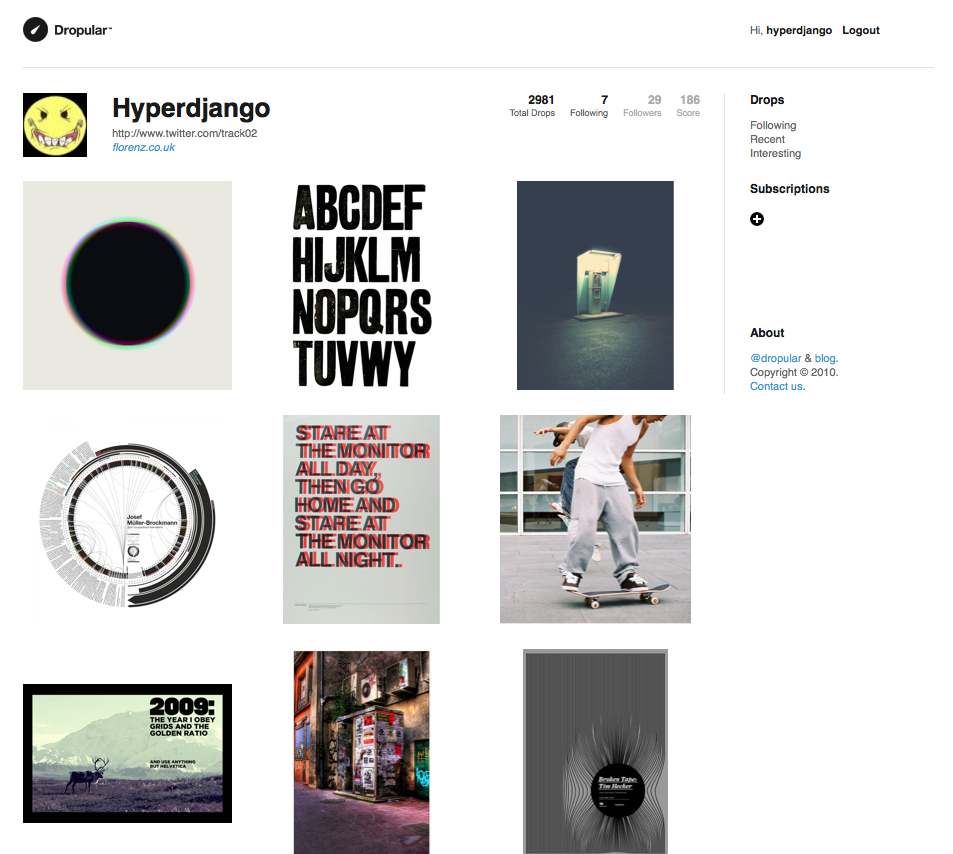 Dropular™
Hi, hyperdjango Logout
Hyperdjango
http://www.twitter.com/track02
florenz.co.uk
2981 7 29 186
Total Drops Following Followers Score
Drops
Following
Recent
Interesting
Subscriptions
About
@dropular & blog.
Copyright © 2010.
Contact us.
ABCDEF
HIJKLM
NOPQRS
TUVWY
Josef
Müller-Brockmann
STARE AT
THE MONITOR
ALL DAY,
THEN GO
HOME AND
STARE AT
THE MONITOR
ALL NIGHT..
2009:
THE YEAR I OBEY
GRIDS AND THE
GOLDEN RATIO
AND USE ANYTHING
BUT HELVETICA
Broken Tape:
Tim Hecker